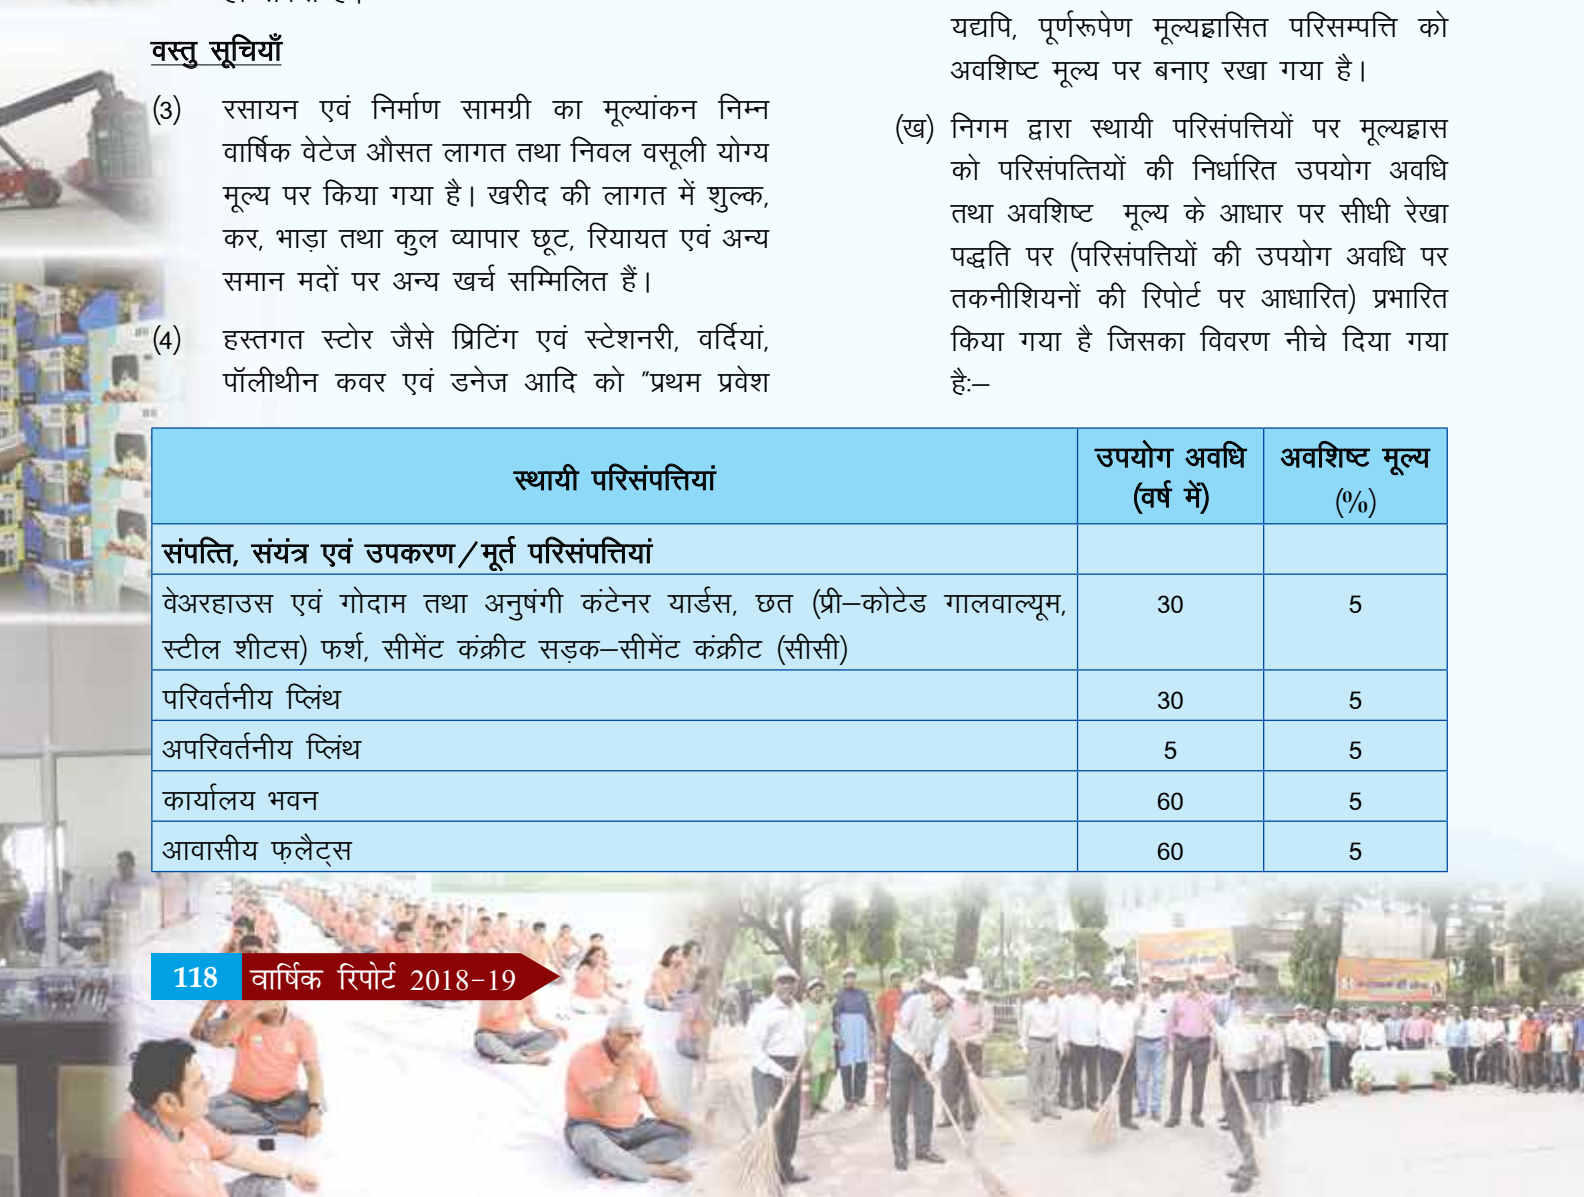 वस्तु सूचियाँ
(3) रसायन एवं निर्माण सामग्री का मूल्यांकन निम्न
वार्षिक वेटेज औसत लागत तथा निवल वसूली योग्य
मूल्य पर किया गया है। खरीद की लागत में शुल्क,
कर, भाड़ा तथा कुल व्यापार छूट, रियायत एवं अन्य
समान मदों पर अन्य खर्च सम्मिलित हैं।
(4) हस्तगत स्टोर जैसे प्रिटिंग एवं स्टेशनरी, वर्दियां,
पॉलीथीन कवर एवं डनेज आदि को "प्रथम प्रवेश
यद्यपि, पूर्णरूपेण मूल्यह्रासित परिसम्पत्ति को
अवशिष्ट मूल्य पर बनाए रखा गया है।
(ख) निगम द्वारा स्थायी परिसंपत्तियों पर मूल्यह्रास
को परिसंपत्तियों की निर्धारित उपयोग अवधि
तथा अवशिष्ट मूल्य के आधार पर सीधी रेखा
पद्धति पर (परिसंपत्तियों की उपयोग अवधि पर
तकनीशियनों की रिपोर्ट पर आधारित) प्रभारित
किया गया है जिसका विवरण नीचे दिया गया
है:–
स्थायी परिसंपत्तियां उपयोग अवधि (वर्ष में) अवशिष्ट मूल्य (%)
संपत्ति, संयंत्र एवं उपकरण/मूर्त परिसंपत्तियां
वेअरहाउस एवं गोदाम तथा अनुषंगी कंटेनर यार्डस, छत (प्री–कोटेड गालवाल्यूम, 30 5
स्टील शीटस) फर्श, सीमेंट कंक्रीट सड़क–सीमेंट कंक्रीट (सीसी)
परिवर्तनीय प्लिंथ 30 5
अपरिवर्तनीय प्लिंथ 5 5
कार्यालय भवन 60 5
आवासीय फ़्लैट्स 60 5
118 वार्षिक रिपोर्ट 2018-19